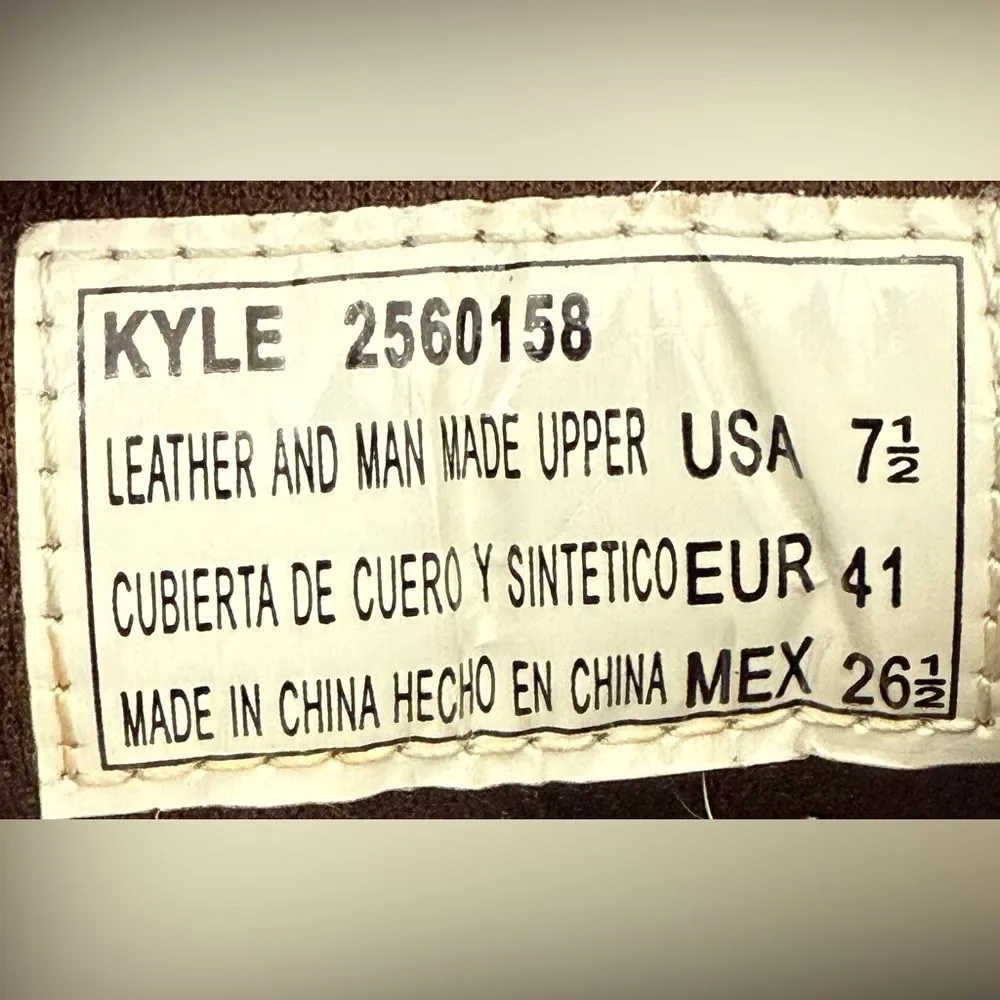 KYLE 2560158
LEATHER AND MAN MADE UPPER USA 7½
CUBIERTA DE CUERO Y SINTETICO EUR 41
MADE IN CHINA HECHO EN CHINA MEX 26½